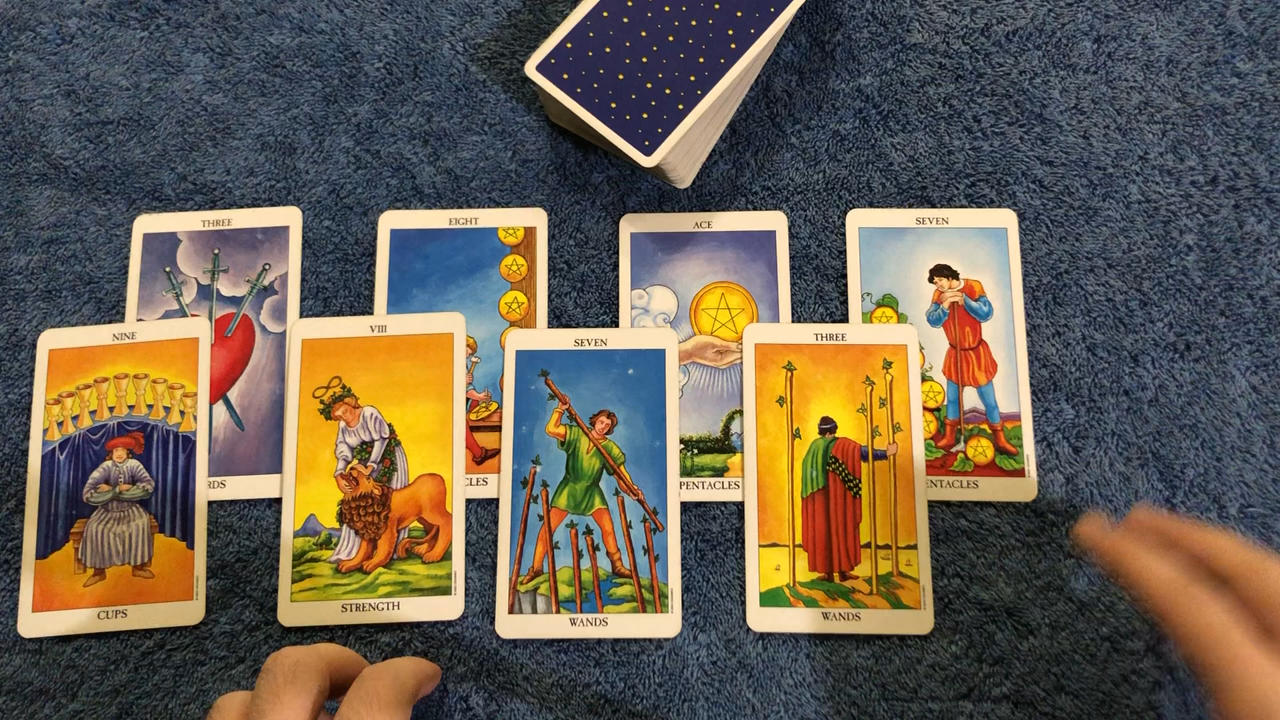 THREE
RDS
EIGHT
CLES
ACE
PENTACLES
SEVEN
ENTACLES
NINE
CUPS
VIII
STRENGTH
SEVEN
WANDS
THREE
WANDS